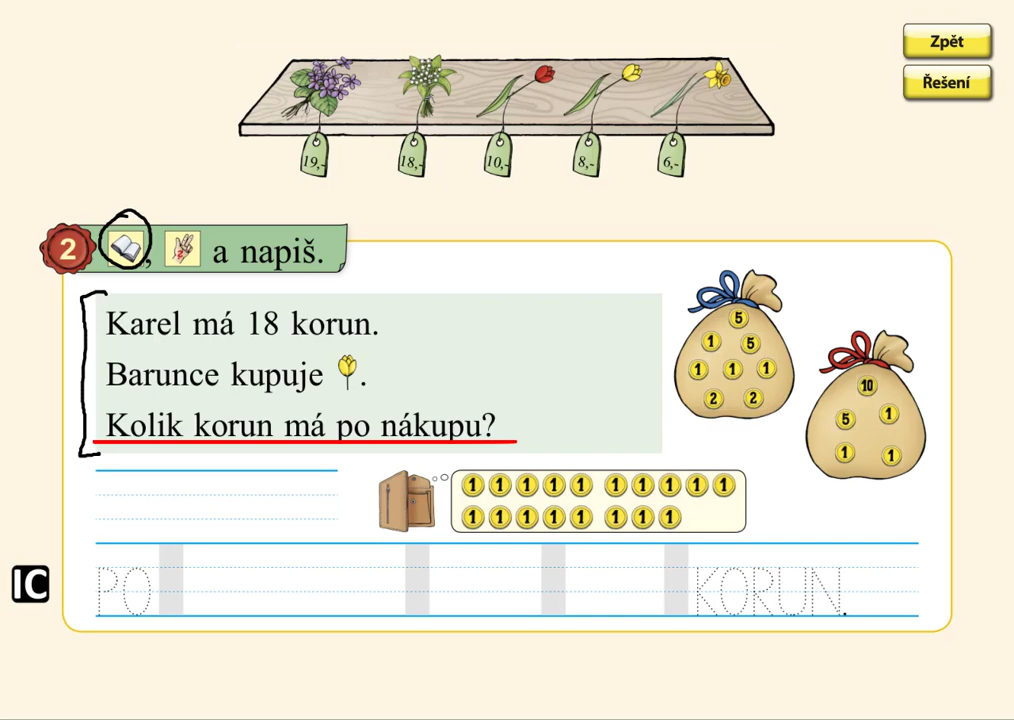 Zpět
Řešení
19,- 18,- 10,- 8,- 6,-
2 , a napiš.
Karel má 18 korun.
Barunce kupuje .
Kolik korun má po nákupu?
5
1 5
1 1 1
2 2
10
5 1
1 1
1 1 1 1 1 1 1 1 1 1
1 1 1 1 1 1 1 1
IC
PO KORUN.